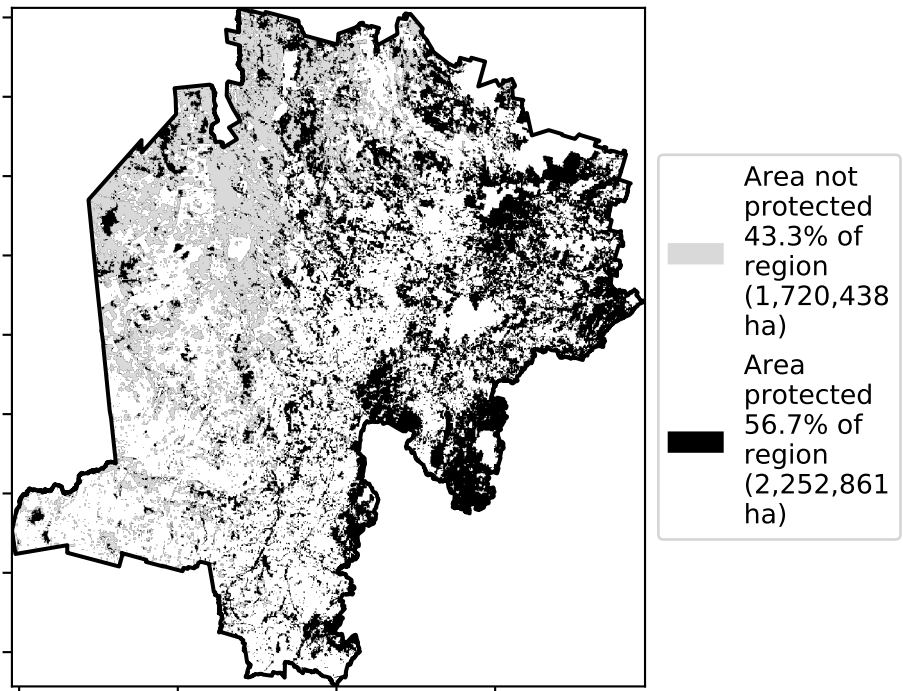 Area not
protected
43.3% of
region
(1,720,438
ha)
Area
protected
56.7% of
region
(2,252,861
ha)